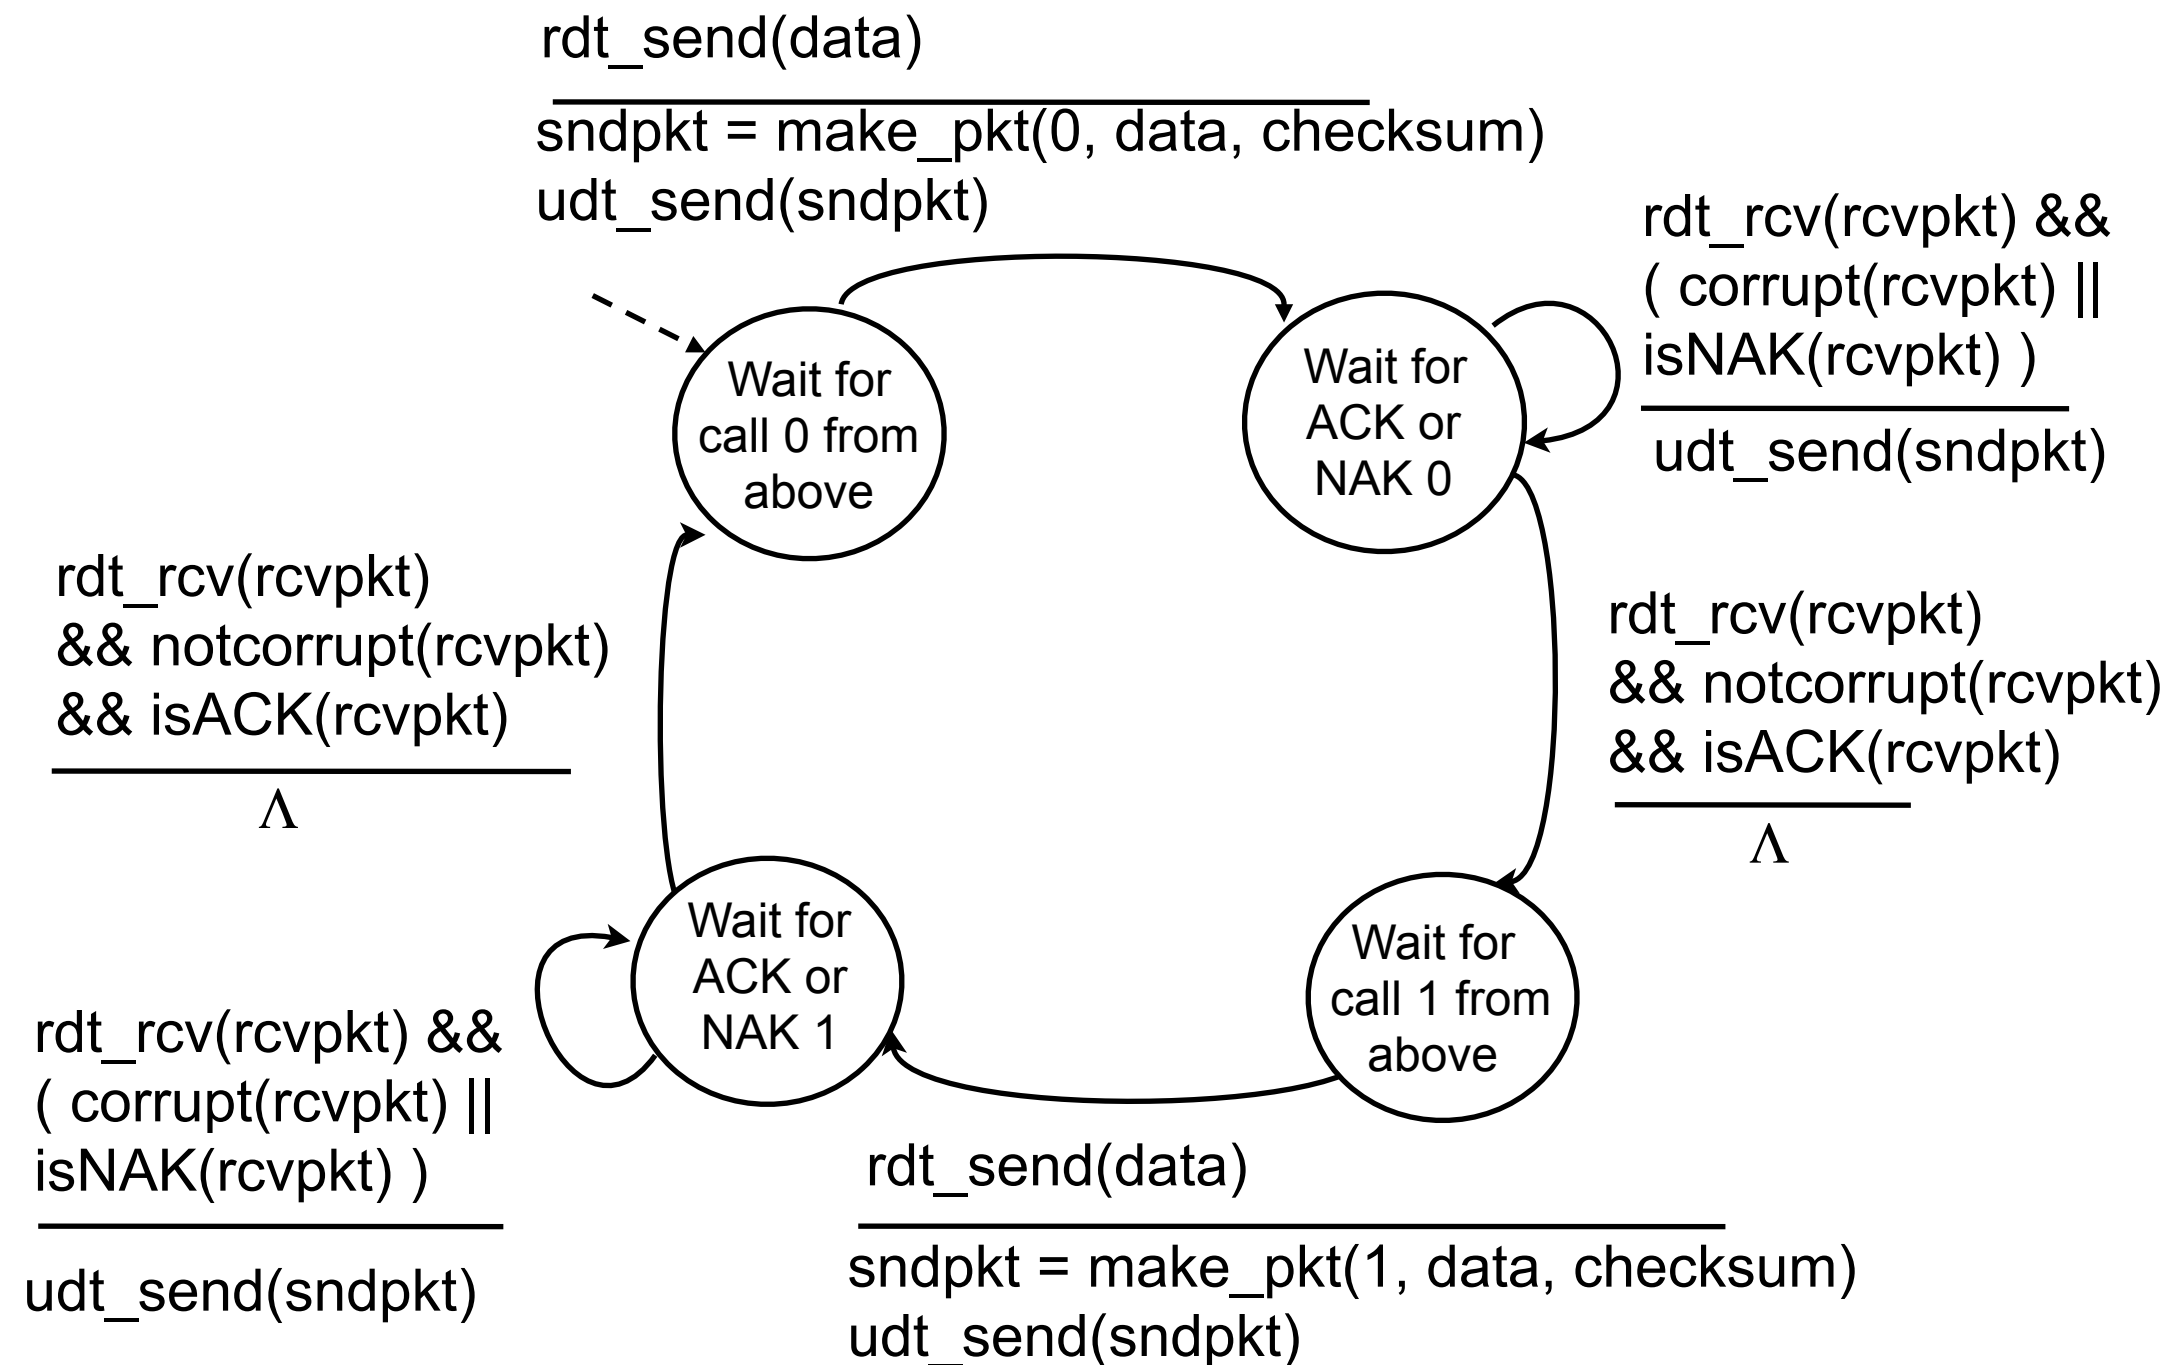 rdt_send(data)
sndpkt = make_pkt(0, data, checksum)
udt_send(sndpkt)
rdt_rcv(rcvpkt) &&
( corrupt(rcvpkt) ||
isNAK(rcvpkt) )
udt_send(sndpkt)
Wait for
call 0 from
above
Wait for
ACK or
NAK 0
rdt_rcv(rcvpkt)
&& notcorrupt(rcvpkt)
&& isACK(rcvpkt)
Λ
rdt_rcv(rcvpkt)
&& notcorrupt(rcvpkt)
&& isACK(rcvpkt)
Λ
Wait for
ACK or
NAK 1
Wait for
call 1 from
above
rdt_rcv(rcvpkt) &&
( corrupt(rcvpkt) ||
isNAK(rcvpkt) )
udt_send(sndpkt)
rdt_send(data)
sndpkt = make_pkt(1, data, checksum)
udt_send(sndpkt)